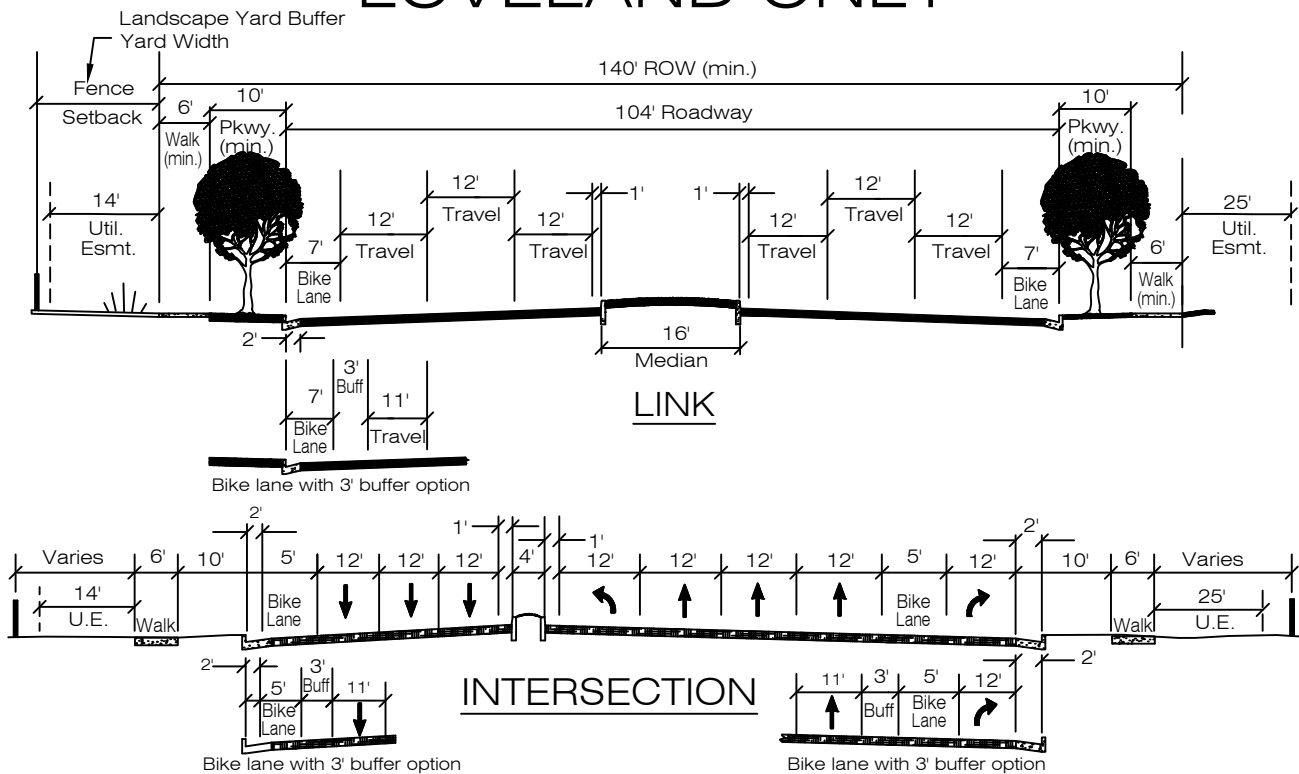 LOVELAND ONLY
Landscape Yard Buffer
Yard Width
140' ROW (min.)
Fence
Setback
10'
104' Roadway
10'
6'
Walk
(min.)
Pkwy.
(min.)
Pkwy.
(min.)
12'
Travel
1'
1'
12'
Travel
14'
Util.
Esmt.
12'
Travel
12'
Travel
12'
Travel
12'
Travel
25'
Util.
Esmt.
7'
Bike
Lane
7'
Bike
Lane
6'
Walk
(min.)
2'
16'
Median
LINK
7'
Bike
Lane
3'
Buff
11'
Travel
Bike lane with 3' buffer option
2'
1'
1'
2'
Varies
6'
10'
5'
12'
12'
12'
4'
12'
12'
12'
12'
5'
12'
10'
6'
Varies
14'
U.E.
Walk
Bike
Lane
Bike
Lane
Walk
25'
U.E.
2'
5'
Bike
Lane
3'
Buff
11'
INTERSECTION
11'
3'
Buff
5'
Bike
Lane
12'
2'
Bike lane with 3' buffer option
Bike lane with 3' buffer option